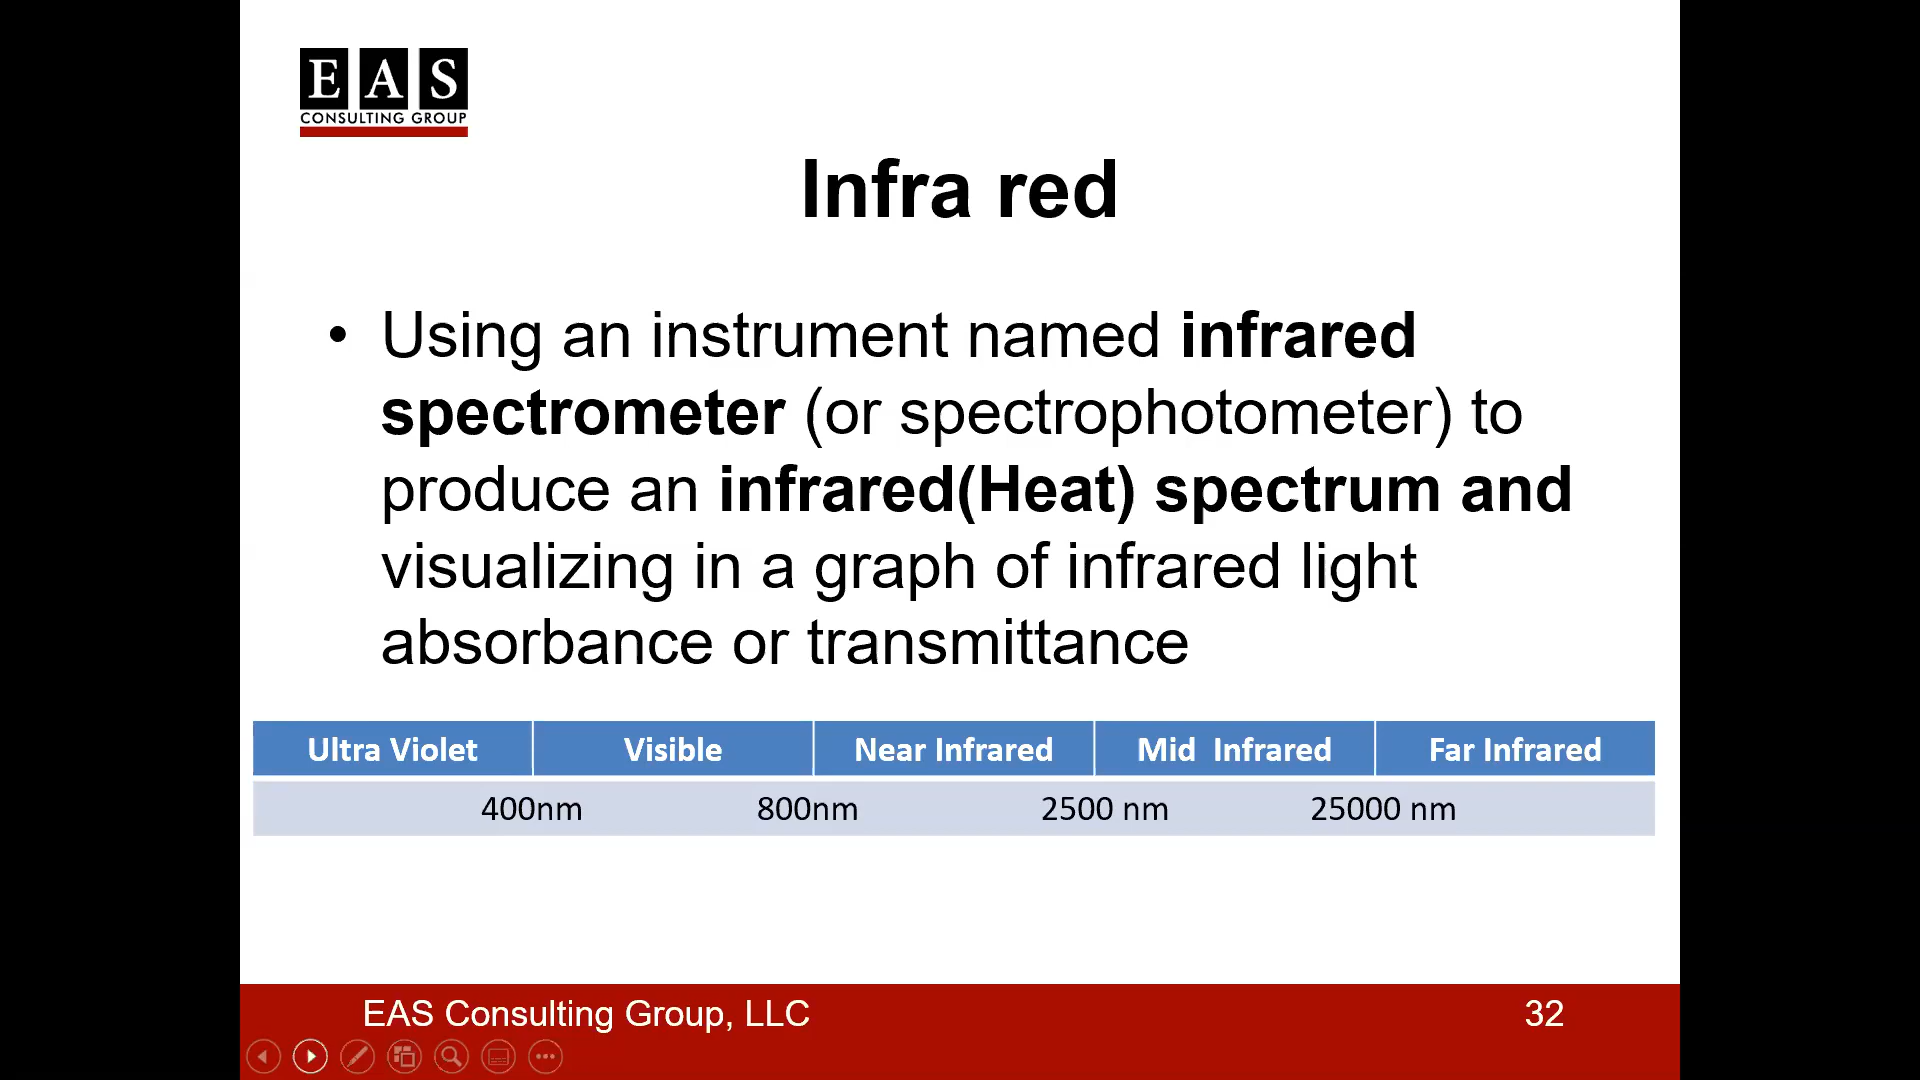 E A S
CONSULTING GROUP
Infra red
• Using an instrument named infrared
spectrometer (or spectrophotometer) to
produce an infrared(Heat) spectrum and
visualizing in a graph of infrared light
absorbance or transmittance
Ultra Violet Visible Near Infrared Mid Infrared Far Infrared
400nm 800nm 2500 nm 25000 nm
EAS Consulting Group, LLC 32